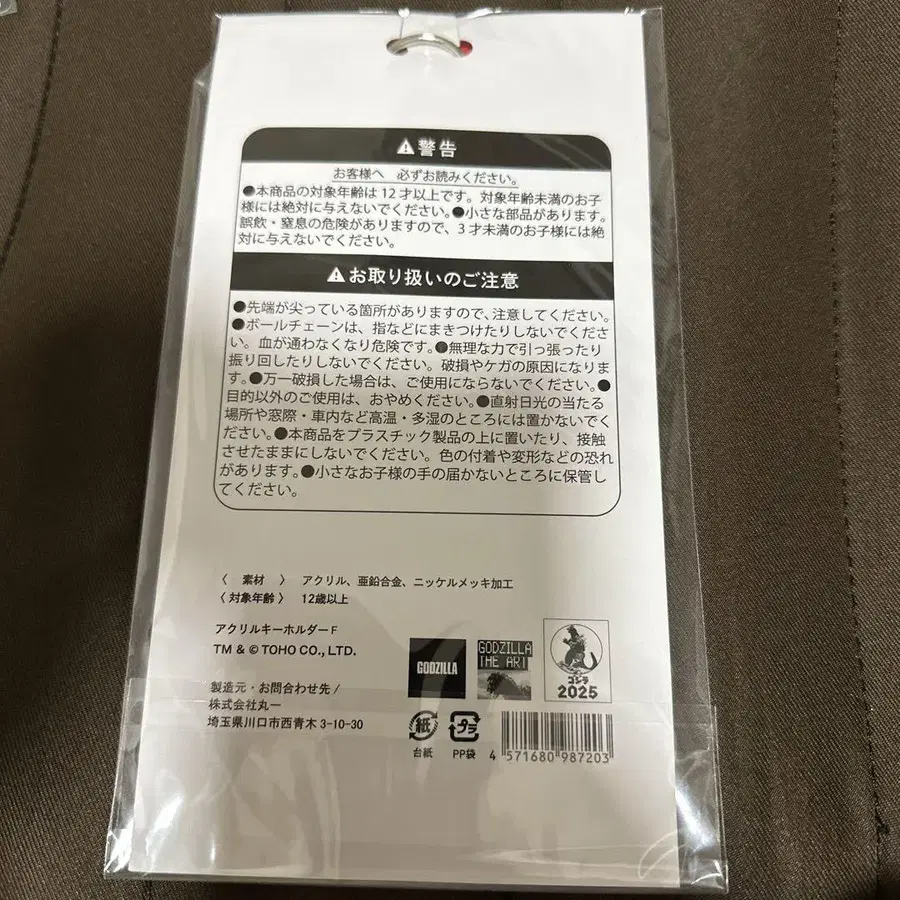 ⚠警告
お客様へ 必ずお読みください。
●本商品の対象年齢は12才以上です。対象年齢未満のお子
様には絶対に与えないでください。●小さな部品があります。
誤飲・窒息の危険がありますので、3才未満のお子様には絶
対に与えないでください。
⚠お取り扱いのご注意
●先端が尖っている箇所がありますので、注意してください。
●ボールチェーンは、指などにまきつけたりしないでくださ
い。血が通わなくなり危険です。●無理な力で引っ張ったり
振り回したりしないでください。破損やケガの原因になりま
す。●万一破損した場合は、ご使用にならないでください。●
目的以外のご使用は、おやめください。●直射日光の当たる
場所や窓際・車内など高温・多湿のところには置かないでく
ださい。●本商品をプラスチック製品の上に置いたり、接触
させたままにしないでください。色の付着や変形などの恐れ
があります。●小さなお子様の手の届かないところに保管し
てください。
〈 素材 〉 アクリル、亜鉛合金、ニッケルメッキ加工
〈対象年齢〉 12歳以上
アクリルキーホルダーF
TM & © TOHO CO., LTD.
製造元・お問合わせ先/
株式会社丸一
埼玉県川口市西青木3-10-30
GODZILLA
GODZILLA
THE ART
ゴジラ
2025
紙
台紙
プラ
PP袋
4 571680 987203